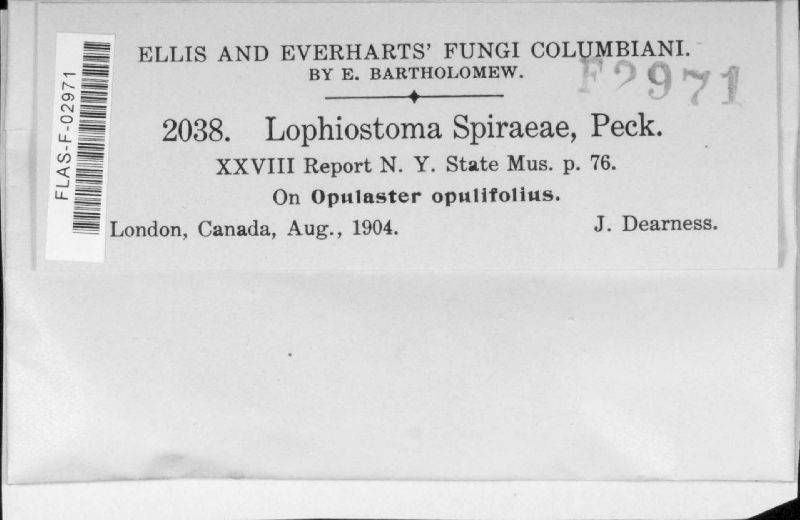 ELLIS AND EVERHARTS' FUNGI COLUMBIANI.
BY E. BARTHOLOMEW.
F2971
2038. Lophiostoma Spiraeae, Peck.
XXVIII Report N. Y. State Mus. p. 76.
On Opulaster opulifolius.
London, Canada, Aug., 1904. J. Dearness.
FLAS-F-02971